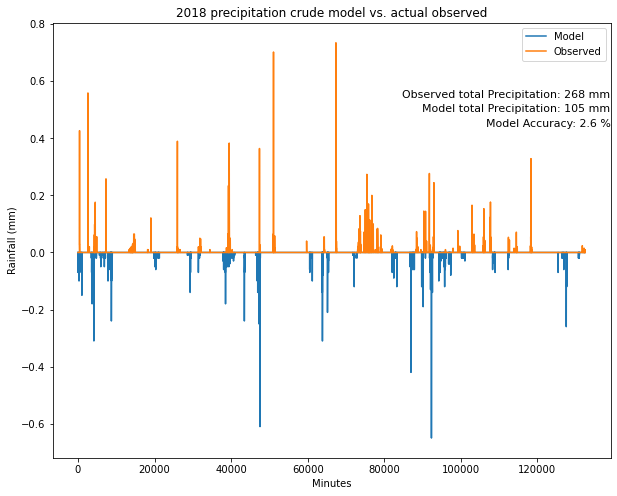 2018 precipitation crude model vs. actual observed
Model
Observed
Observed total Precipitation: 268 mm
Model total Precipitation: 105 mm
Model Accuracy: 2.6 %
Rainfall (mm)
0.8
0.6
0.4
0.2
0.0
−0.2
−0.4
−0.6
0 20000 40000 60000 80000 100000 120000
Minutes